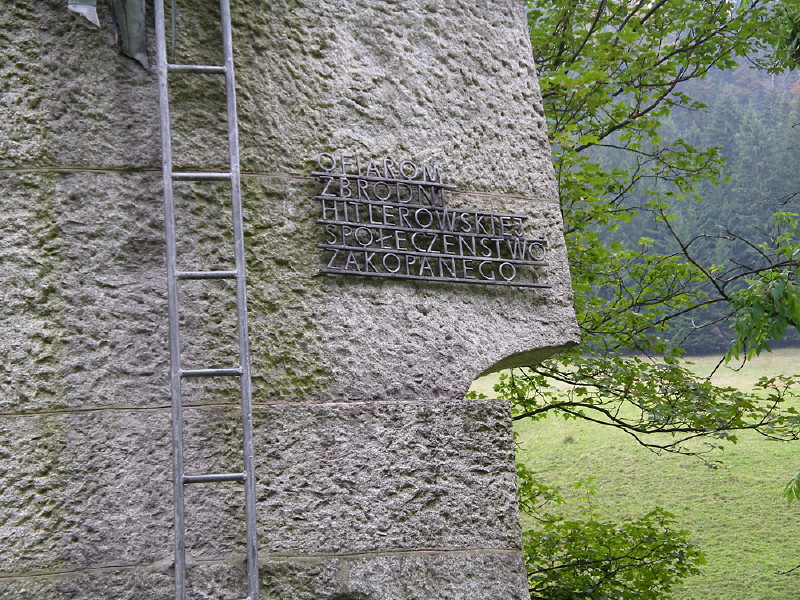 OFIAROM
ZBRODNI
HITLEROWSKIEJ
SPOŁECZEŃSTWO
ZAKOPANEGO